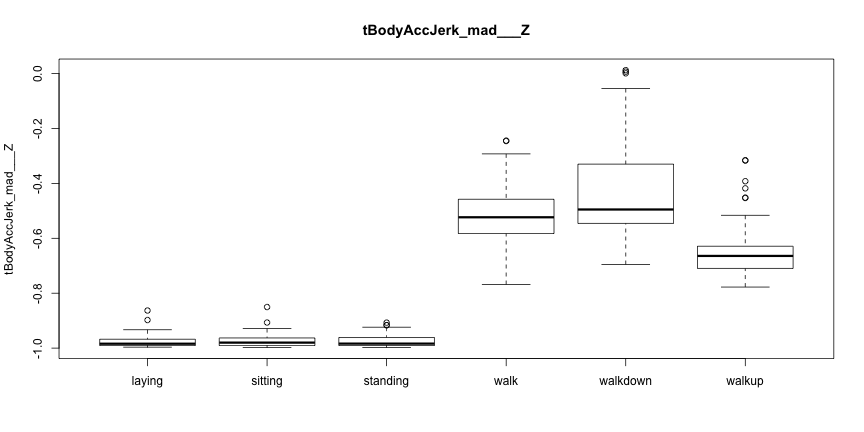 tBodyAccJerk_mad___Z
tBodyAccJerk_mad___Z
0.0
-0.2
-0.4
-0.6
-0.8
-1.0
laying sitting standing walk walkdown walkup